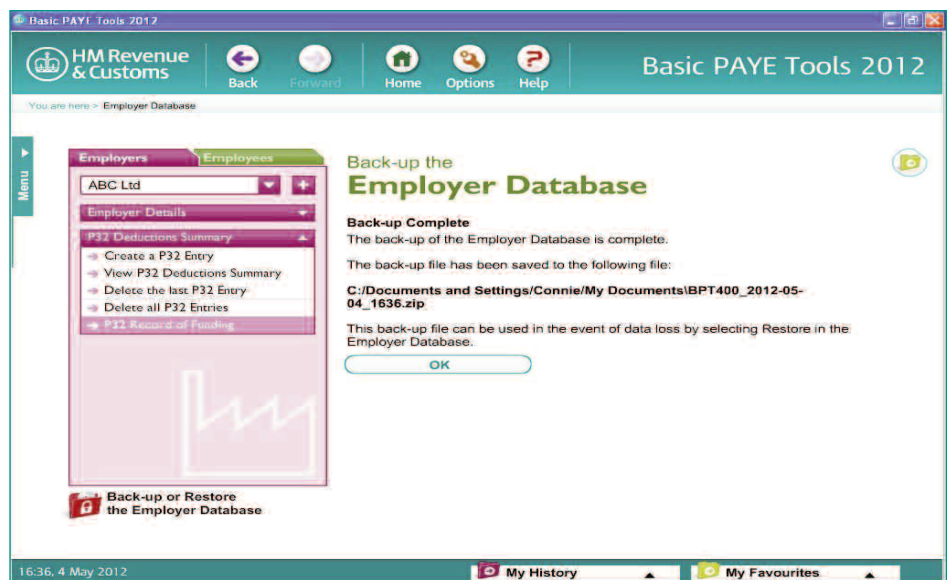 Basic PAYE Tools 2012
HM Revenue
& Customs
Back
Forward
Home
Options
Help
Basic PAYE Tools 2012
You are here > Employer Database
Menu
Employers
Employees
ABC Ltd
Employer Details
P32 Deductions Summary
Create a P32 Entry
View P32 Deductions Summary
Delete the last P32 Entry
Delete all P32 Entries
P32 Record of Funding
Back-up or Restore
the Employer Database
Back-up the
Employer Database
Back-up Complete
The back-up of the Employer Database is complete.
The back-up file has been saved to the following file:
C:/Documents and Settings/Connie/My Documents\BPT400_2012-05-
04_1636.zip
This back-up file can be used in the event of data loss by selecting Restore in the
Employer Database.
OK
16:36, 4 May 2012
My History
My Favourites